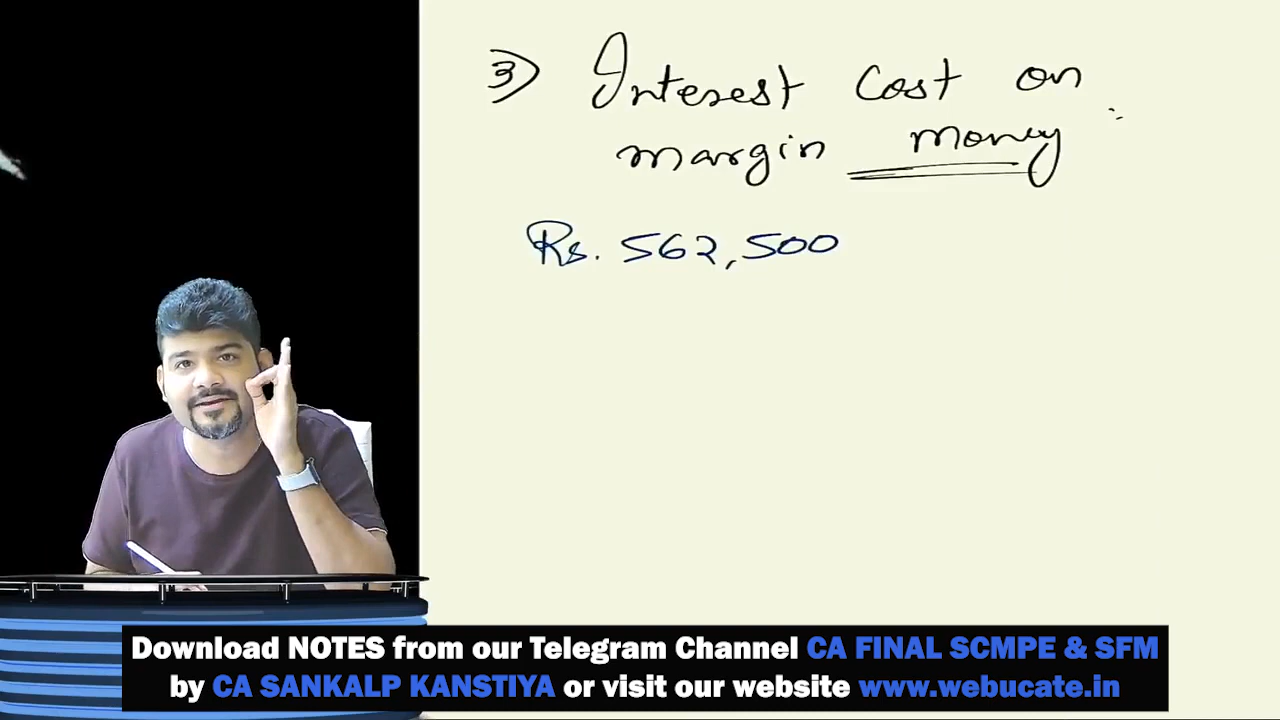 3) Interest Cost on
margin money :
Rs. 562,500
Download NOTES from our Telegram Channel CA FINAL SCMPE & SFM
by CA SANKALP KANSTIYA or visit our website www.webucate.in